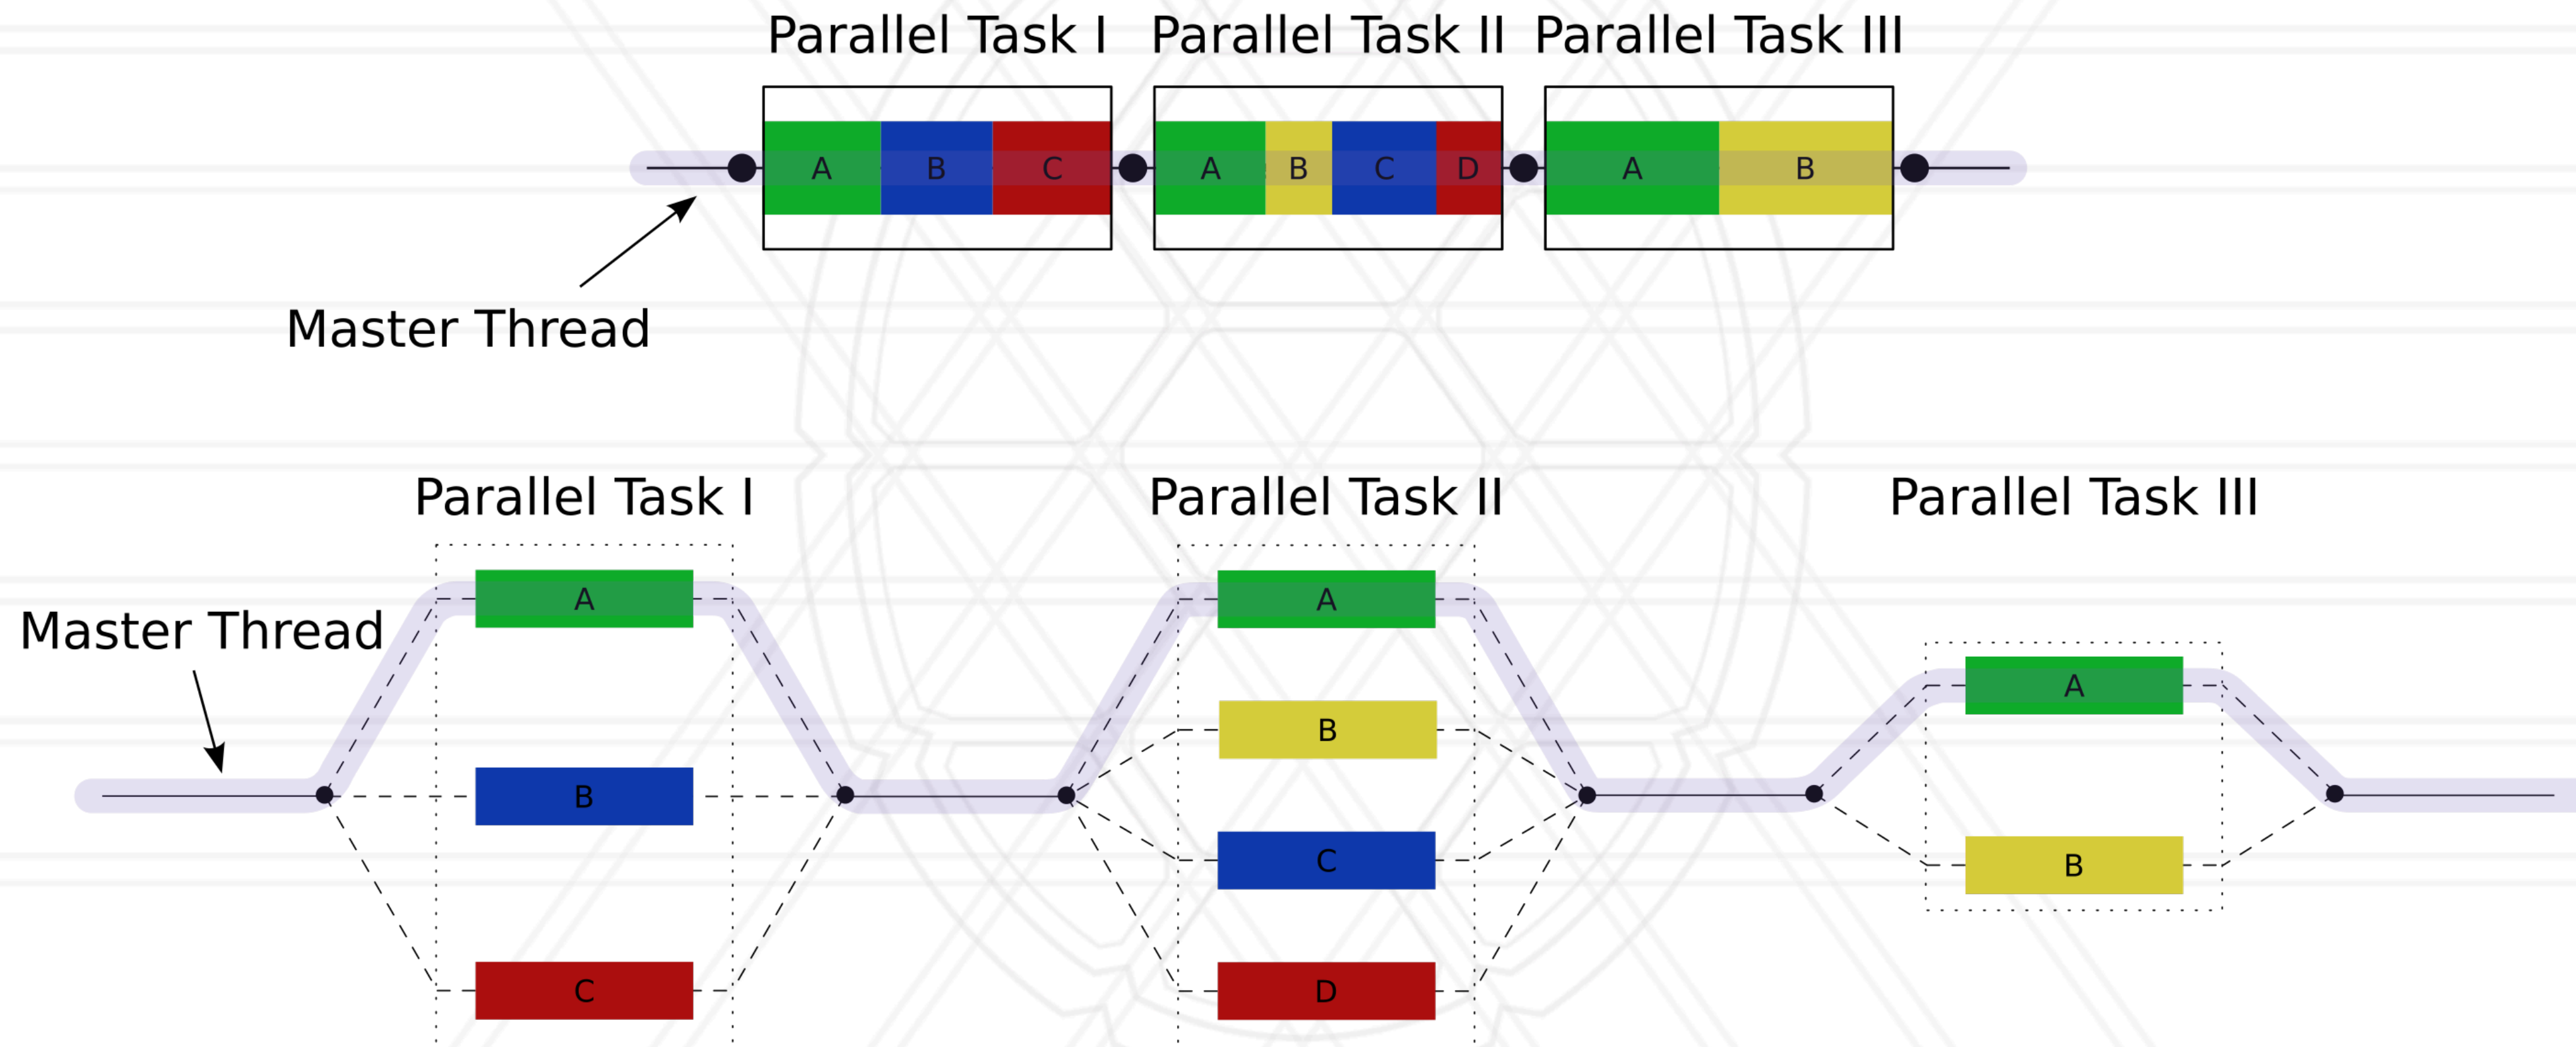 Parallel Task I
Parallel Task II
Parallel Task III
A B C
A B C D
A B
Master Thread
Parallel Task I
Parallel Task II
Parallel Task III
Master Thread
A
B
C
A
B
C
D
A
B